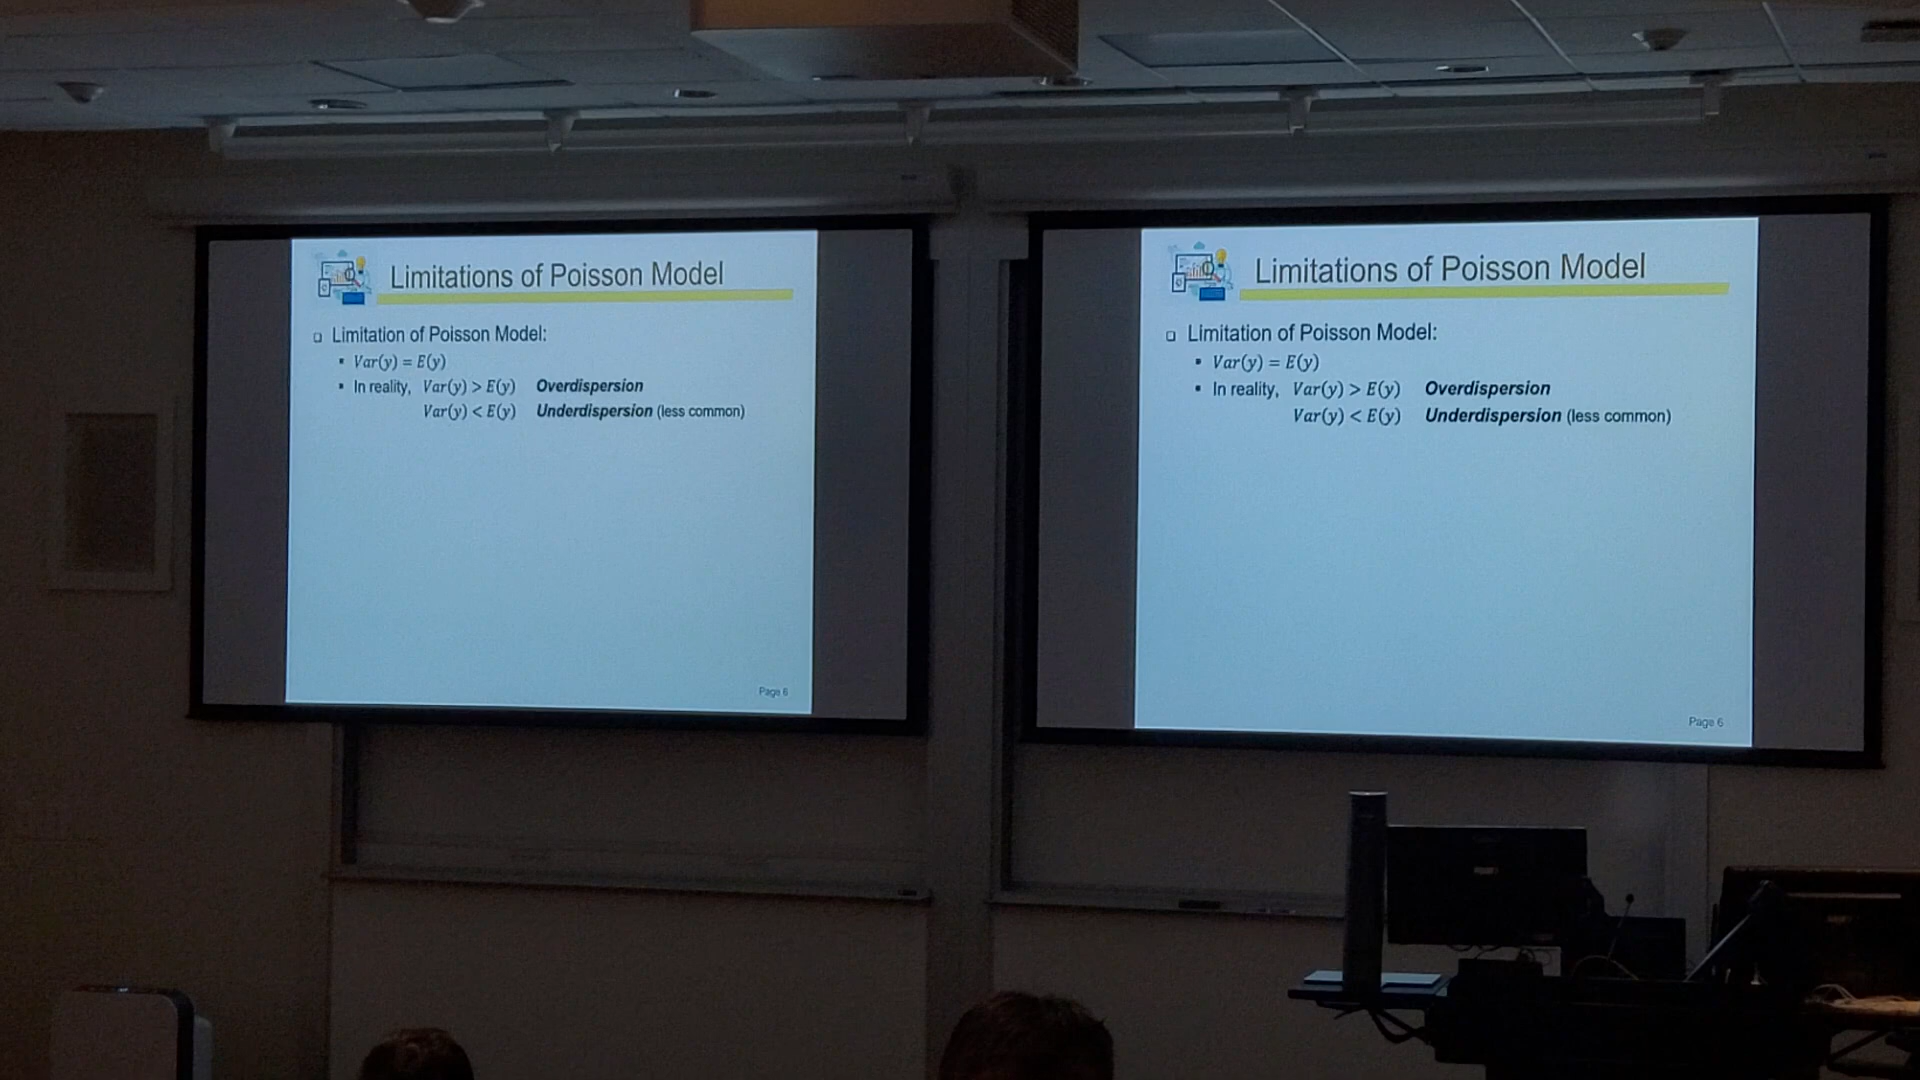 Limitations of Poisson Model
❑ Limitation of Poisson Model:
▪ Var(y) = E(y)
▪ In reality, Var(y) > E(y) Overdispersion
Var(y) < E(y) Underdispersion (less common)
Page 6
Limitations of Poisson Model
❑ Limitation of Poisson Model:
▪ Var(y) = E(y)
▪ In reality, Var(y) > E(y) Overdispersion
Var(y) < E(y) Underdispersion (less common)
Page 6